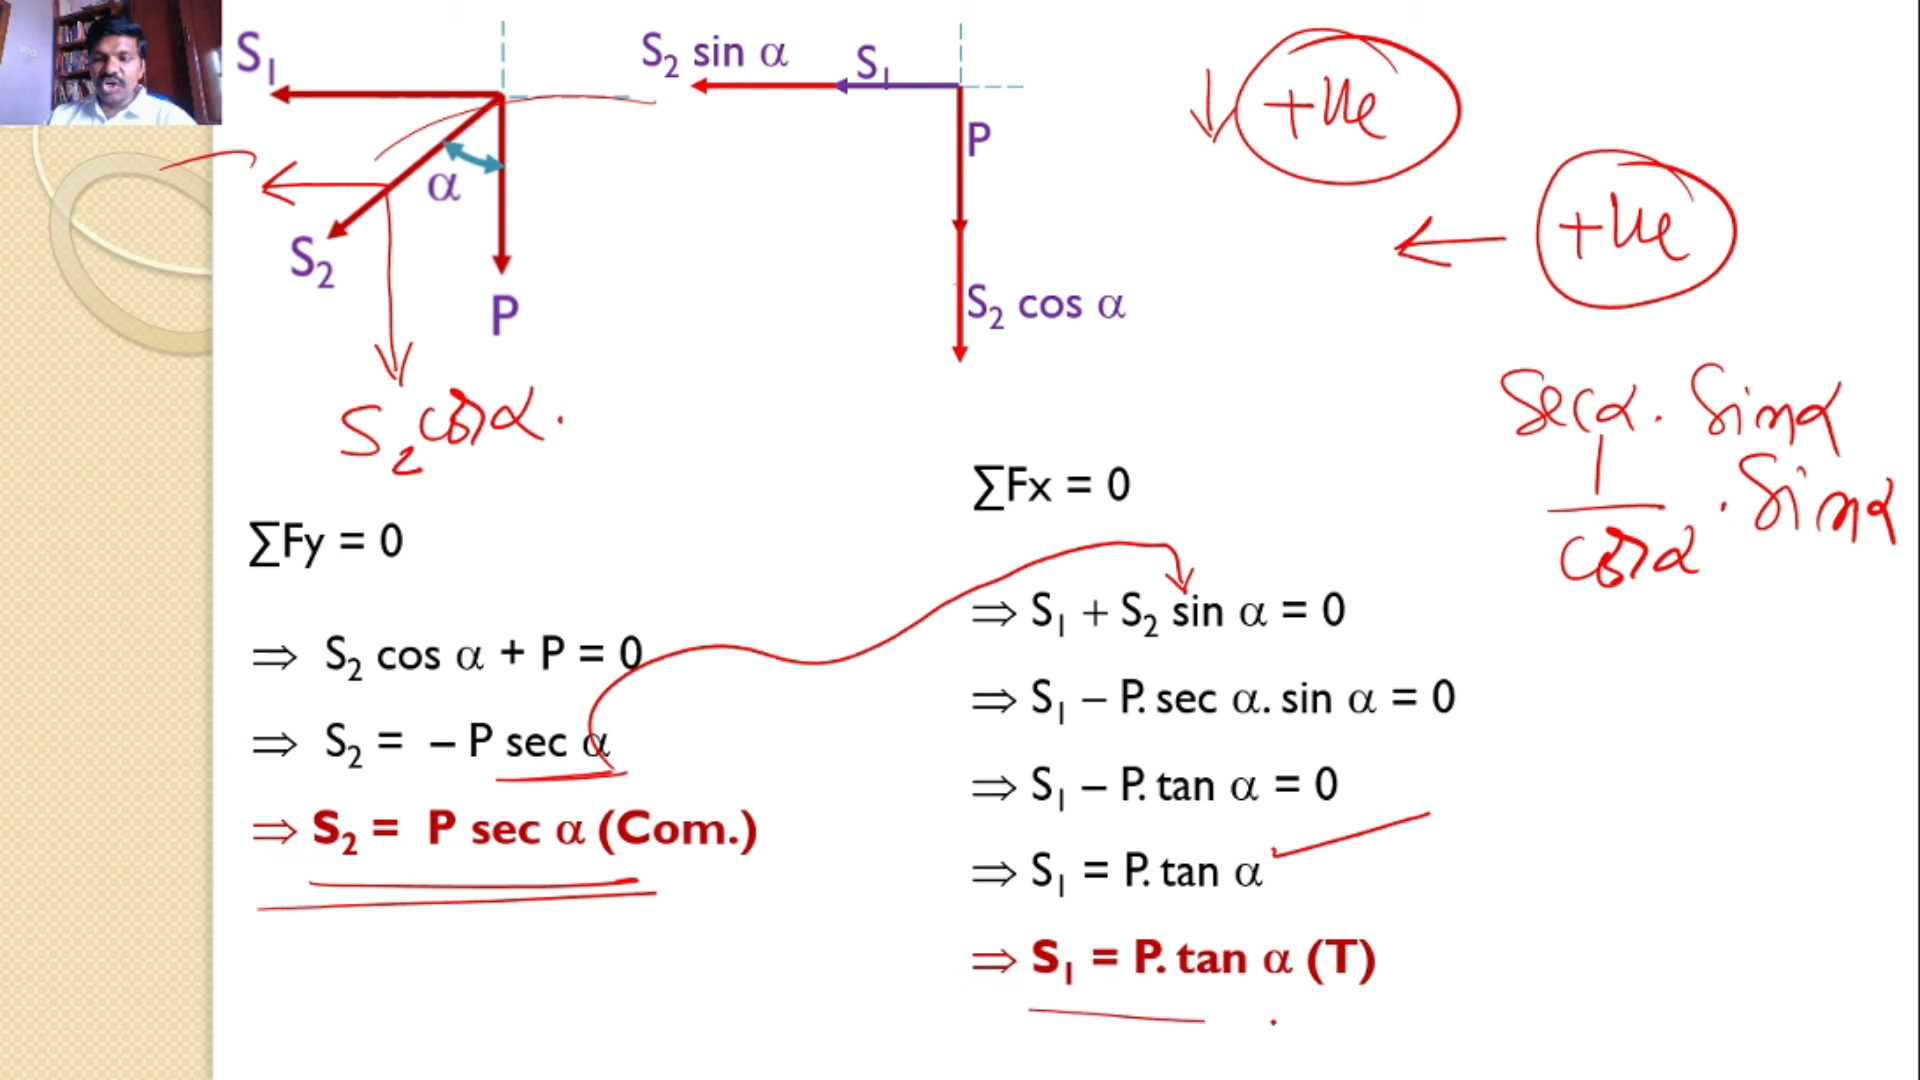 S₁
α
S₂
P
S₂ cos α.
S₂ sin α
S₁
P
S₂ cos α
+ve
+ve
Sec α . Sin α
1
cos α
. Sin α
∑Fy = 0
⇒ S₂ cos α + P = 0
⇒ S₂ = – P sec α
⇒ S₂ = P sec α (Com.)
∑Fx = 0
⇒ S₁ + S₂ sin α = 0
⇒ S₁ – P. sec α. sin α = 0
⇒ S₁ – P. tan α = 0
⇒ S₁ = P. tan α
⇒ S₁ = P. tan α (T)